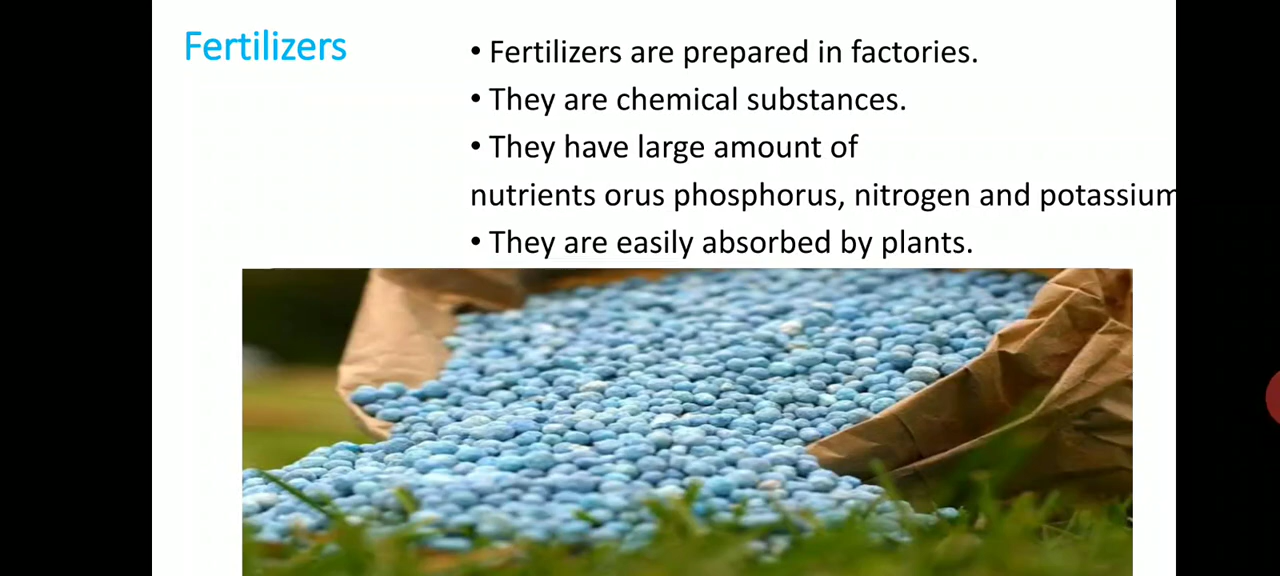 Fertilizers
• Fertilizers are prepared in factories.
• They are chemical substances.
• They have large amount of
nutrients orus phosphorus, nitrogen and potassium
• They are easily absorbed by plants.